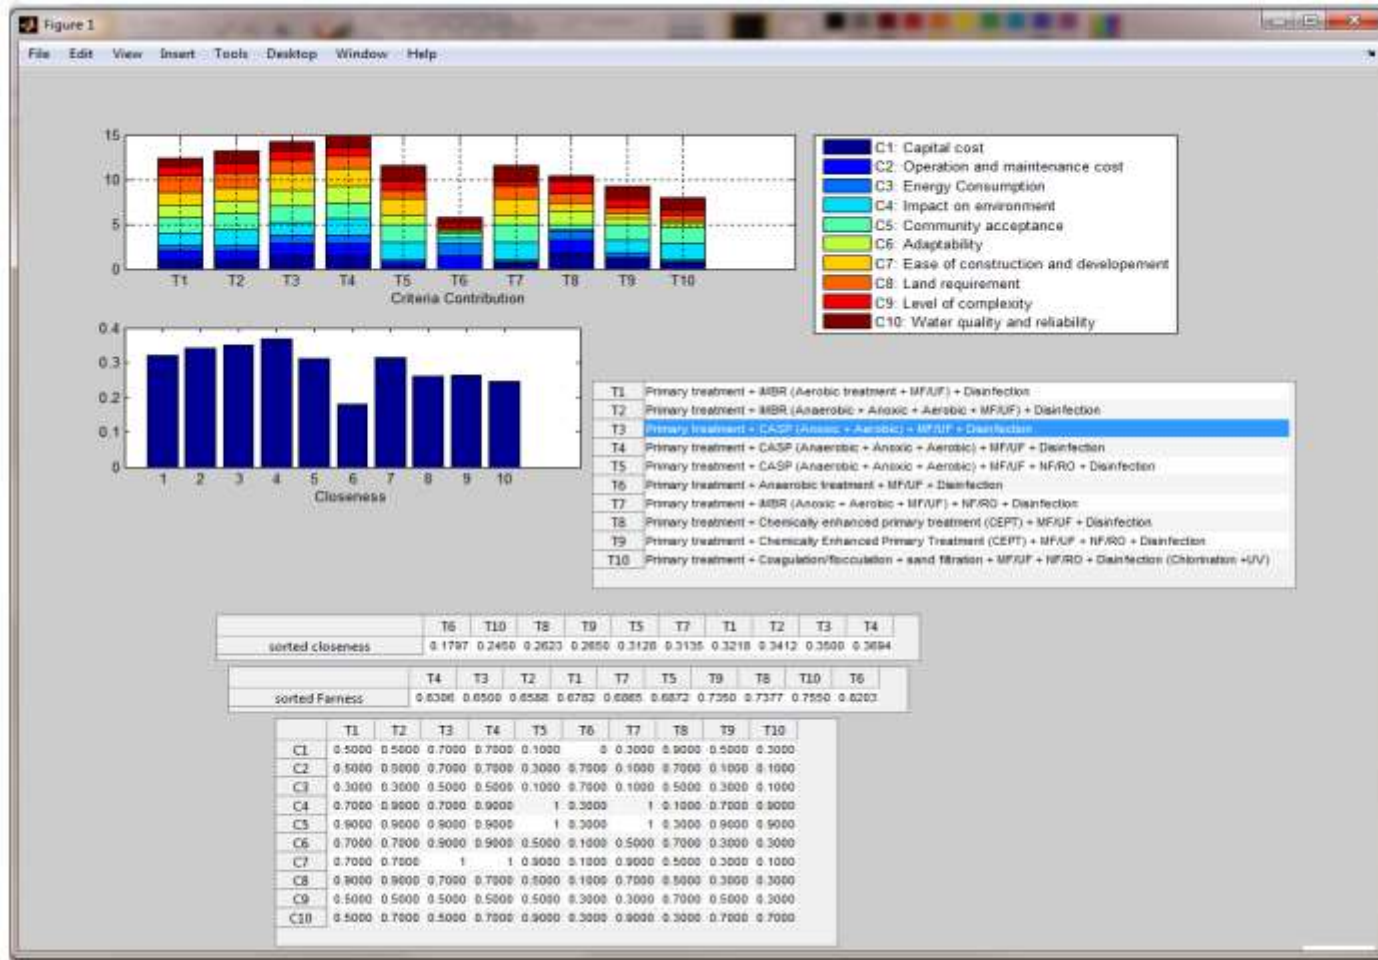 Figure 1
File Edit View Insert Tools Desktop Window Help
15
10
5
0
T1 T2 T3 T4 T5 T6 T7 T8 T9 T10
Criteria Contribution
C1: Capital cost
C2: Operation and maintenance cost
C3: Energy Consumption
C4: Impact on environment
C5: Community acceptance
C6: Adaptability
C7: Ease of construction and developement
C8: Land requirement
C9: Level of complexity
C10: Water quality and reliability
0.4
0.3
0.2
0.1
0
1 2 3 4 5 6 7 8 9 10
Closeness
T1 Primary treatment + iMBR (Aerobic treatment + MF/UF) + Disinfection
T2 Primary treatment + iMBR (Anaerobic + Anoxic + Aerobic + MF/UF) + Disinfection
T3 Primary treatment + CASP (Anoxic + Aerobic) + MF/UF + Disinfection
T4 Primary treatment + CASP (Anaerobic + Anoxic + Aerobic) + MF/UF + Disinfection
T5 Primary treatment + CASP (Anaerobic + Anoxic + Aerobic) + MF/UF + NF/RO + Disinfection
T6 Primary treatment + Anaerobic treatment + MF/UF + Disinfection
T7 Primary treatment + iMBR (Anoxic + Aerobic + MF/UF) + NF/RO + Disinfection
T8 Primary treatment + Chemically enhanced primary treatment (CEPT) + MF/UF + Disinfection
T9 Primary treatment + Chemically Enhanced Primary Treatment (CEPT) + MF/UF + NF/RO + Disinfection
T10 Primary treatment + Coagulation/flocculation + sand filtration + MF/UF + NF/RO + Disinfection (Chlorination +UV)
T6 T10 T8 T9 T5 T7 T1 T2 T3 T4
sorted closeness 0.1797 0.2450 0.2623 0.2650 0.3128 0.3135 0.3218 0.3412 0.3500 0.3694
T4 T3 T2 T1 T7 T5 T9 T8 T10 T6
sorted Farness 0.6306 0.6500 0.6588 0.6782 0.6865 0.6872 0.7350 0.7377 0.7550 0.8203
T1 T2 T3 T4 T5 T6 T7 T8 T9 T10
C1 0.5000 0.5000 0.7000 0.7000 0.1000 0 0.3000 0.9000 0.5000 0.3000
C2 0.5000 0.5000 0.7000 0.7000 0.3000 0.7000 0.1000 0.7000 0.1000 0.1000
C3 0.3000 0.3000 0.5000 0.5000 0.1000 0.7000 0.1000 0.5000 0.3000 0.1000
C4 0.7000 0.9000 0.7000 0.9000 1 0.3000 1 0.1000 0.7000 0.9000
C5 0.9000 0.9000 0.9000 0.9000 1 0.3000 1 0.3000 0.9000 0.9000
C6 0.7000 0.7000 0.9000 0.9000 0.5000 0.1000 0.5000 0.7000 0.3000 0.3000
C7 0.7000 0.7000 1 1 0.9000 0.1000 0.9000 0.5000 0.3000 0.1000
C8 0.9000 0.9000 0.7000 0.7000 0.5000 0.1000 0.7000 0.5000 0.3000 0.3000
C9 0.5000 0.5000 0.5000 0.5000 0.5000 0.3000 0.3000 0.7000 0.5000 0.3000
C10 0.5000 0.7000 0.5000 0.7000 0.9000 0.3000 0.9000 0.3000 0.7000 0.7000